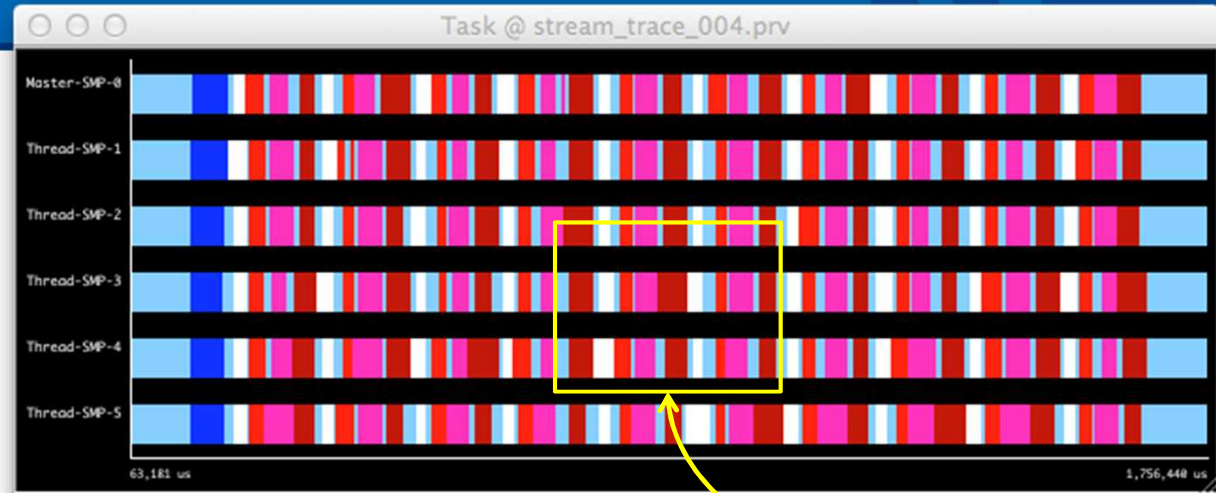 Task @ stream_trace_004.prv
Master-SMP-0
Thread-SMP-1
Thread-SMP-2
Thread-SMP-3
Thread-SMP-4
Thread-SMP-5
63,181 us
1,756,440 us